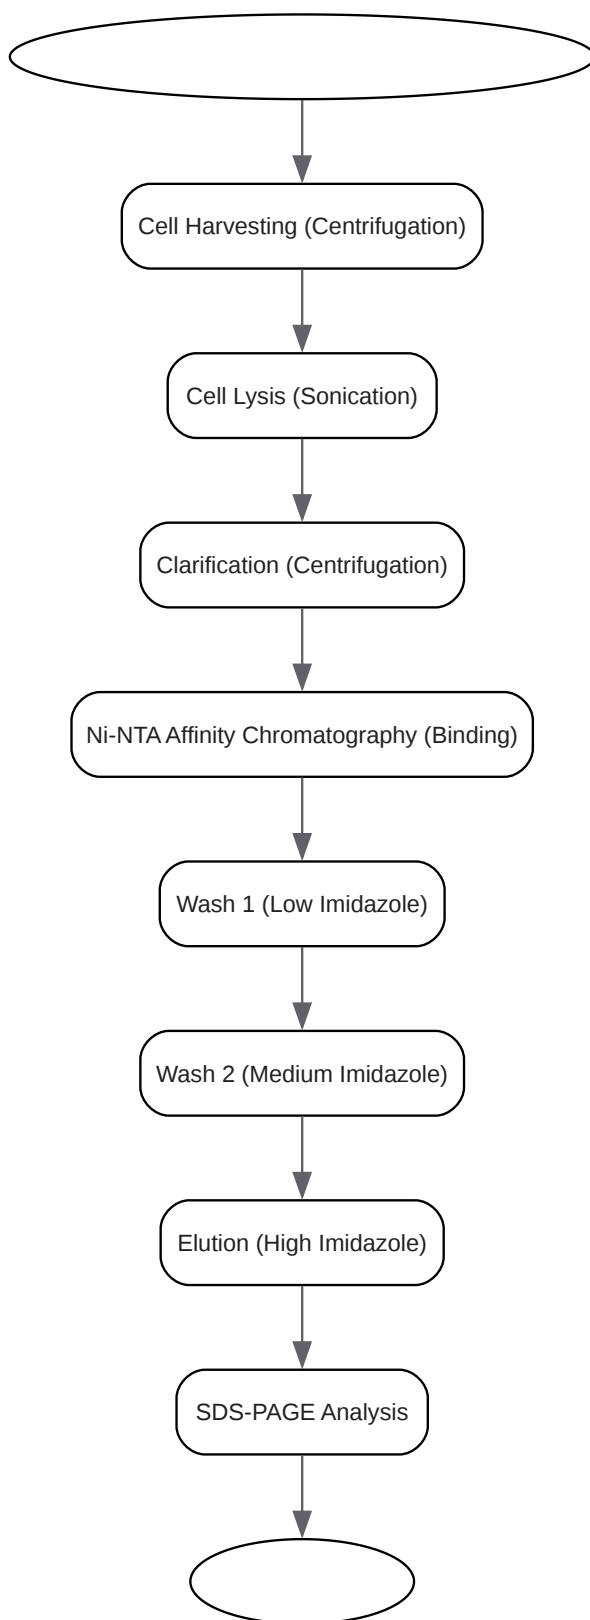 Cell Harvesting (Centrifugation)
Cell Lysis (Sonication)
Clarification (Centrifugation)
Ni-NTA Affinity Chromatography (Binding)
Wash 1 (Low Imidazole)
Wash 2 (Medium Imidazole)
Elution (High Imidazole)
SDS-PAGE Analysis